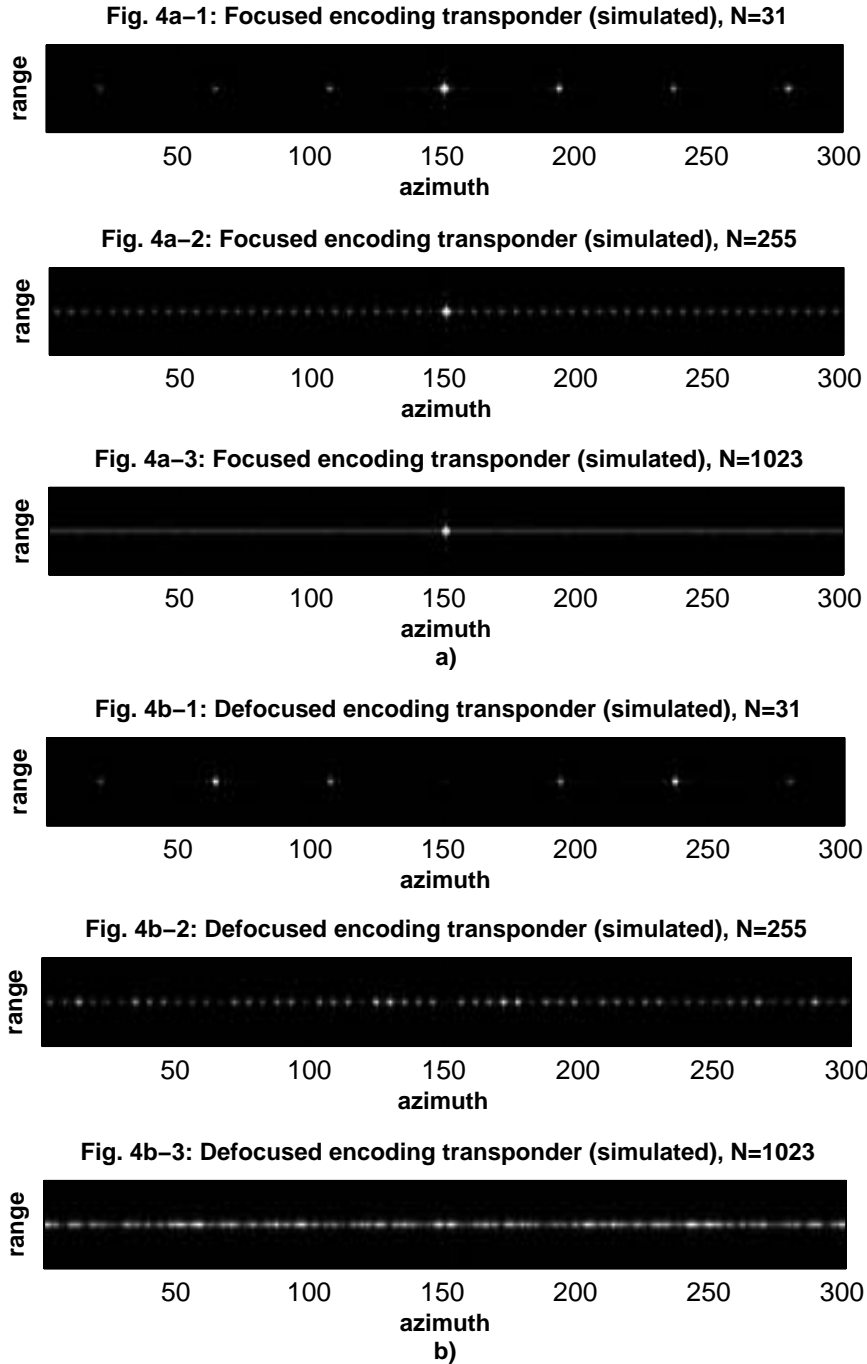 Fig. 4a−1: Focused encoding transponder (simulated), N=31
range
50 100 150 200 250 300
azimuth
Fig. 4a−2: Focused encoding transponder (simulated), N=255
range
50 100 150 200 250 300
azimuth
Fig. 4a−3: Focused encoding transponder (simulated), N=1023
range
50 100 150 200 250 300
azimuth
a)
Fig. 4b−1: Defocused encoding transponder (simulated), N=31
range
50 100 150 200 250 300
azimuth
Fig. 4b−2: Defocused encoding transponder (simulated), N=255
range
50 100 150 200 250 300
azimuth
Fig. 4b−3: Defocused encoding transponder (simulated), N=1023
range
50 100 150 200 250 300
azimuth
b)